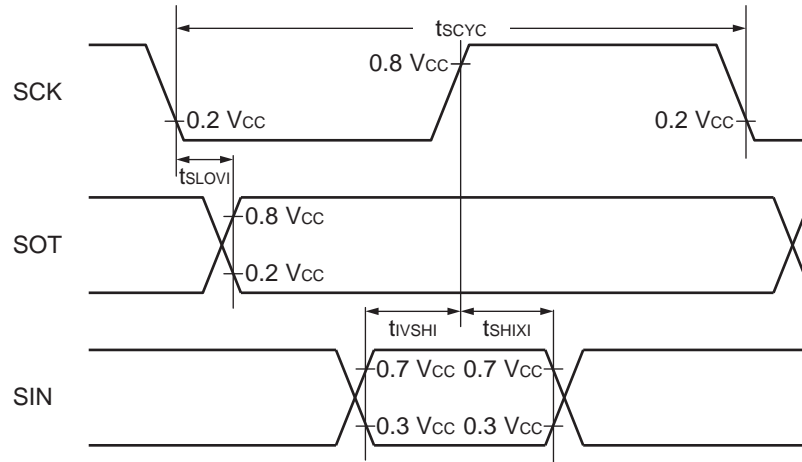 tSCYC
SCK
0.8 VCC
0.2 VCC
0.2 VCC
tSLOVI
SOT
0.8 VCC
0.2 VCC
tIVSHI
tSHIXI
SIN
0.7 VCC
0.7 VCC
0.3 VCC
0.3 VCC